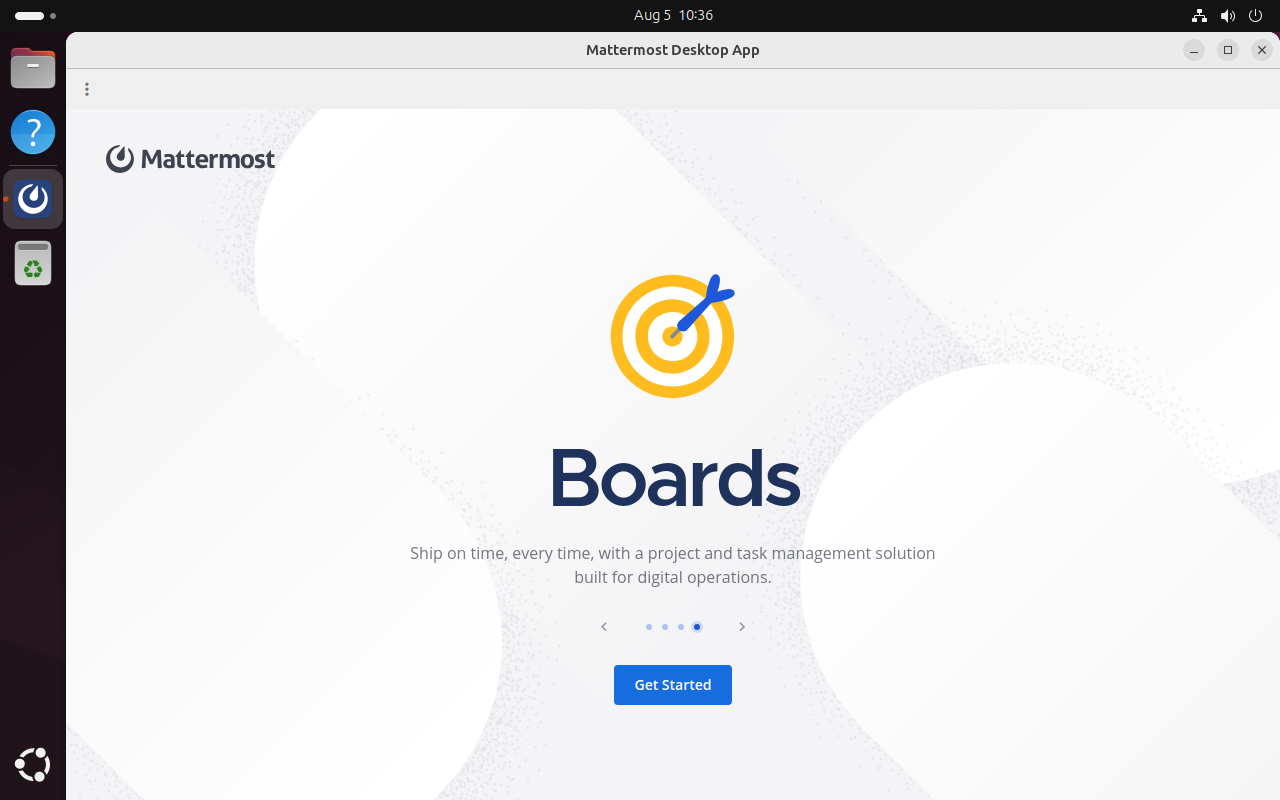 Aug 5 10:36
Mattermost Desktop App
Mattermost
Boards
Ship on time, every time, with a project and task management solution
built for digital operations.
Get Started